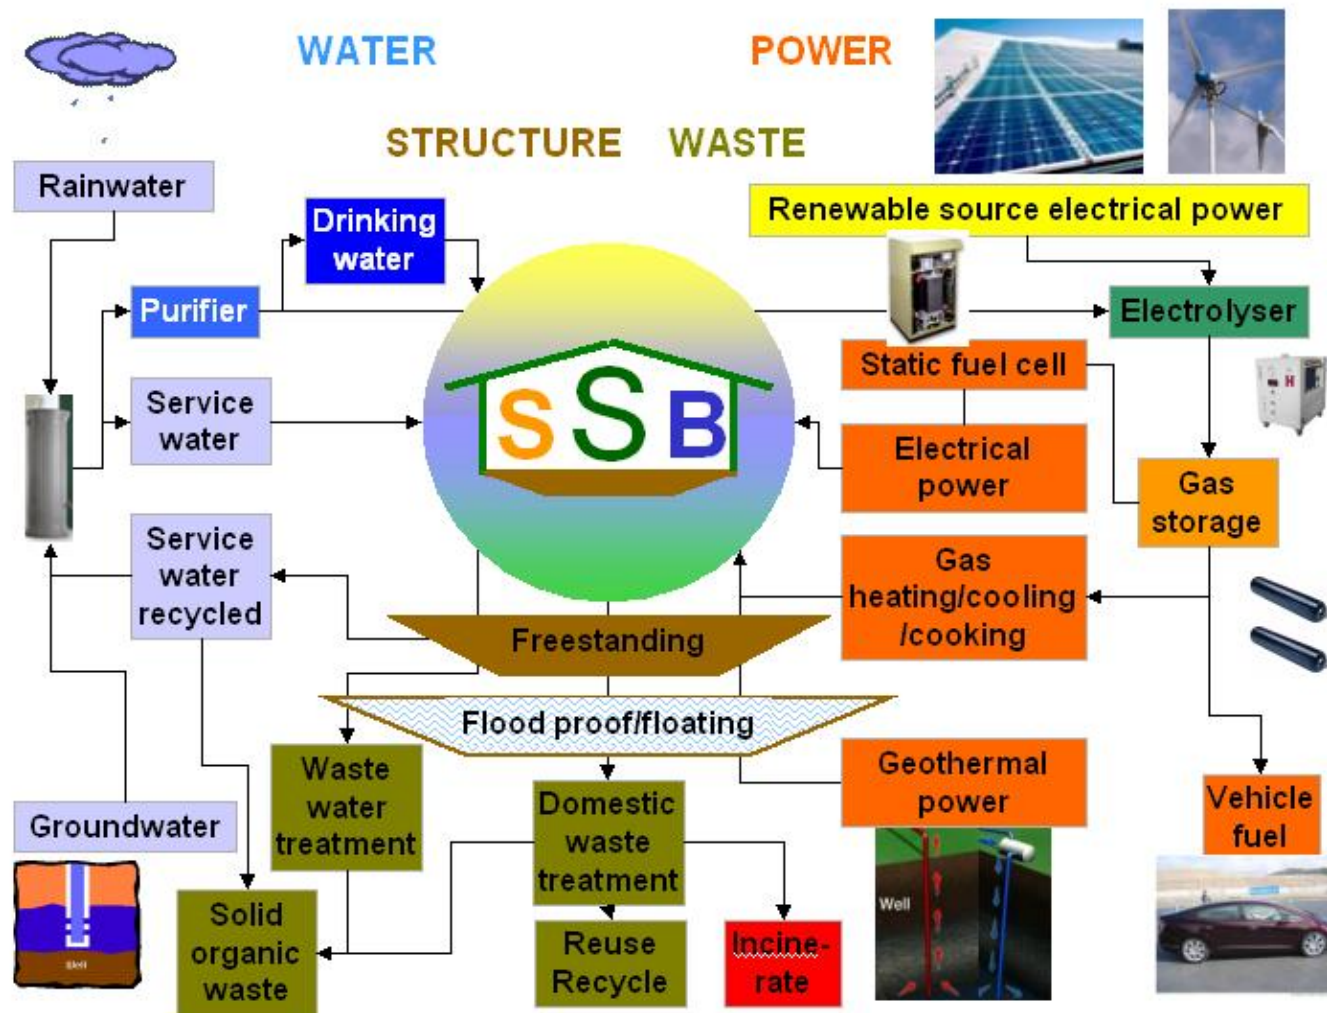 WATER
POWER
STRUCTURE
WASTE
Rainwater
Renewable source electrical power
Drinking
water
Purifier
Electrolyser
Static fuel cell
H
S S B
Service
water
Electrical
power
Gas
storage
Service
water
recycled
Gas
heating/cooling
/cooking
Freestanding
Flood proof/floating
Waste
water
treatment
Domestic
waste
treatment
Geothermal
power
Vehicle
fuel
Groundwater
Well
Solid
organic
waste
Reuse
Recycle
Incine-
rate
Well